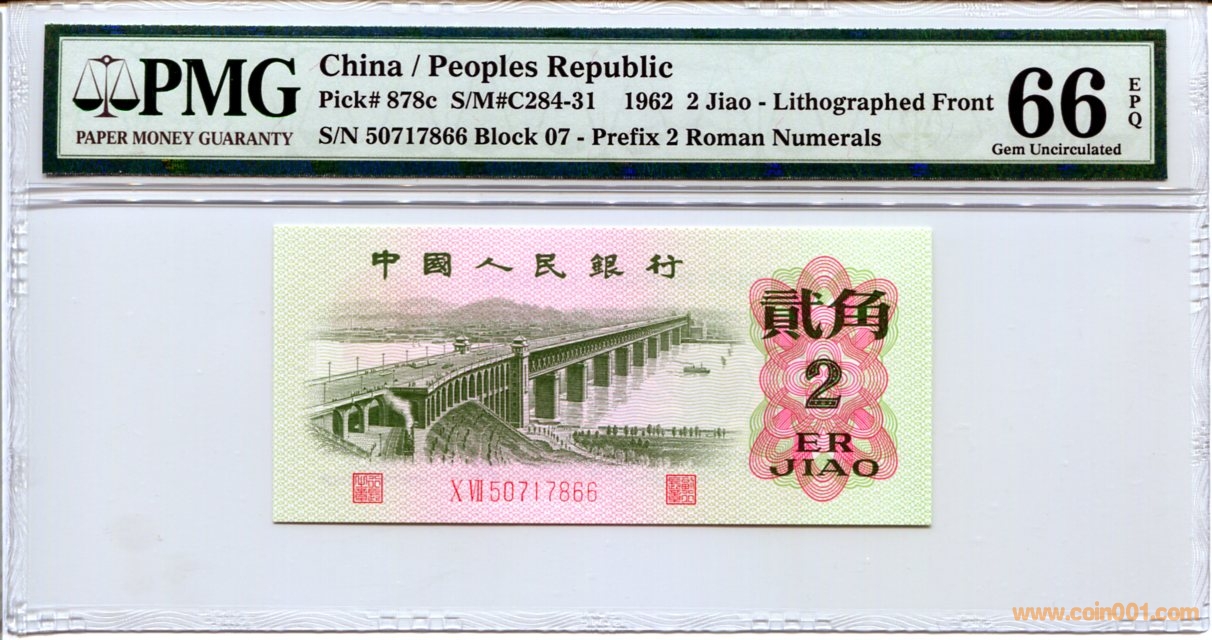 PMG
PAPER MONEY GUARANTY
China / Peoples Republic
Pick# 878c S/M#C284-31 1962 2 Jiao - Lithographed Front
S/N 50717866 Block 07 - Prefix 2 Roman Numerals
66
EPQ
Gem Uncirculated
中國人民銀行
貳角
2
ER
JIAO
X VII 50717866
www.coin001.com